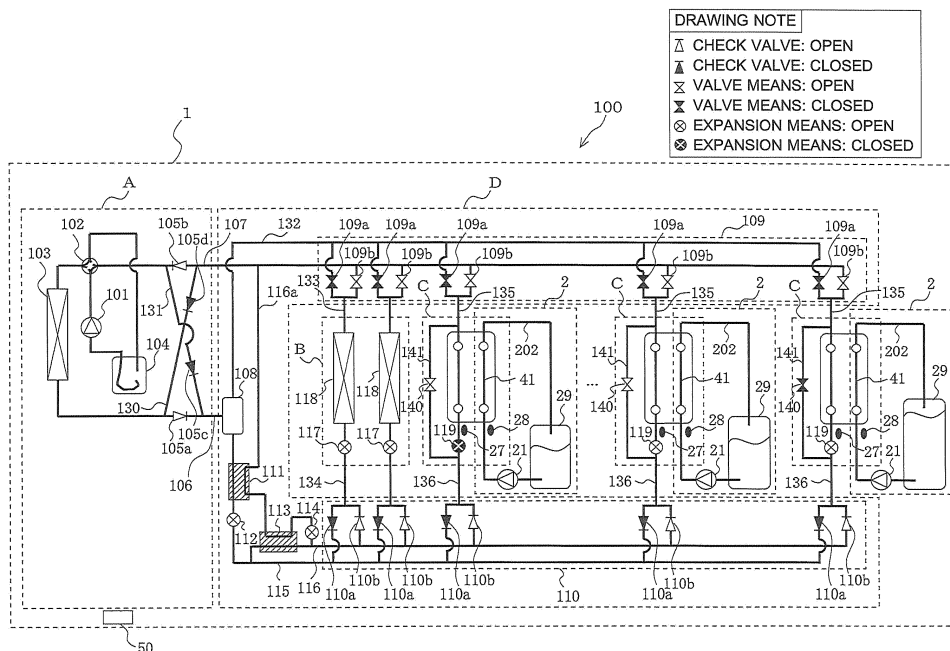 DRAWING NOTE
CHECK VALVE: OPEN
CHECK VALVE: CLOSED
VALVE MEANS: OPEN
VALVE MEANS: CLOSED
EXPANSION MEANS: OPEN
EXPANSION MEANS: CLOSED
1
100
A
D
105b
107
109
102
105d
132
109a
109a
109a
109a
109a
103
109b
109b
109b
109b
109b
131
133
C
135
2
C
135
2
C
135
2
116a
101
B
141
202
141
202
141
202
104
118
118
41
41
41
108
140
29
...
140
29
140
29
130
119
28
119
28
119
28
105a
105c
117
117
27
27
27
106
21
21
21
111
134
136
136
136
112
113
114
116
115
110a
110b
110a
110b
110a
110b
110
110a
110b
110a
110b
50